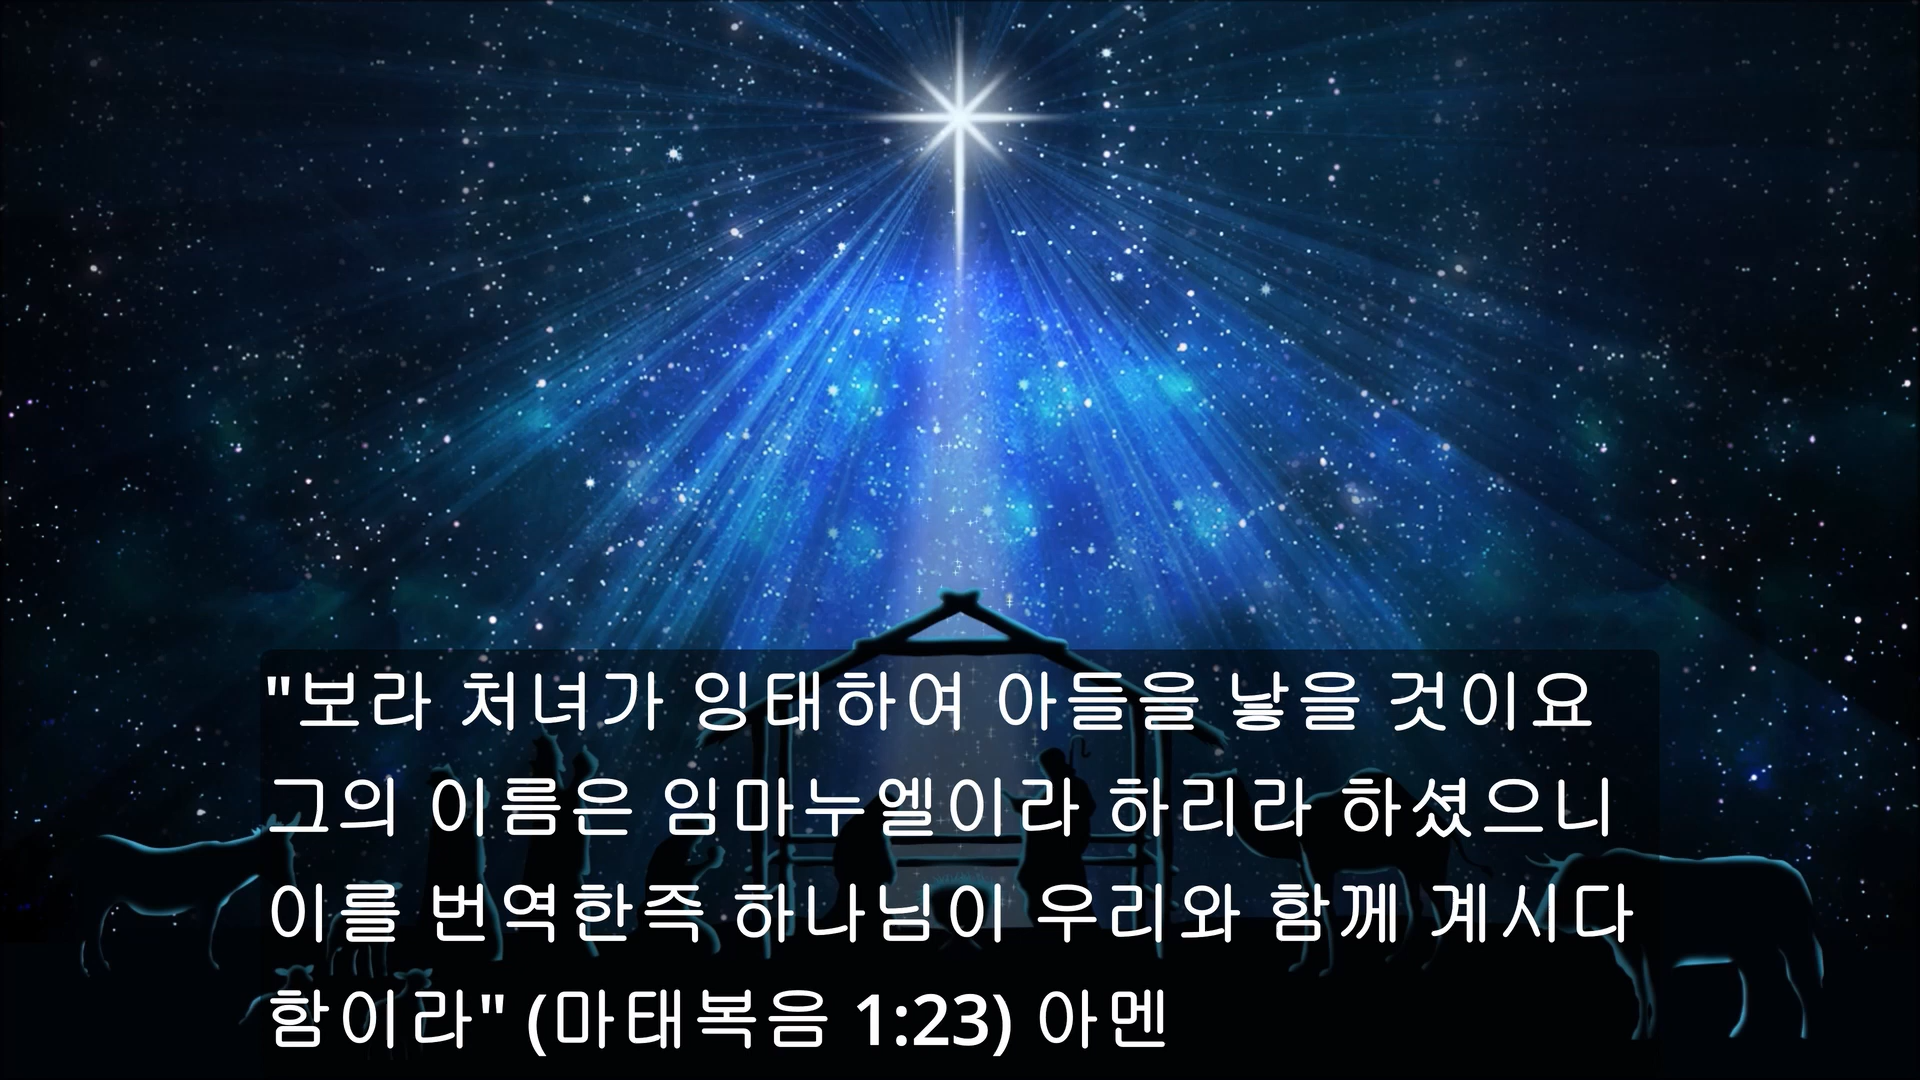 "보라 처녀가 잉태하여 아들을 낳을 것이요
그의 이름은 임마누엘이라 하리라 하셨으니
이를 번역한즉 하나님이 우리와 함께 계시다
함이라" (마태복음 1:23) 아멘